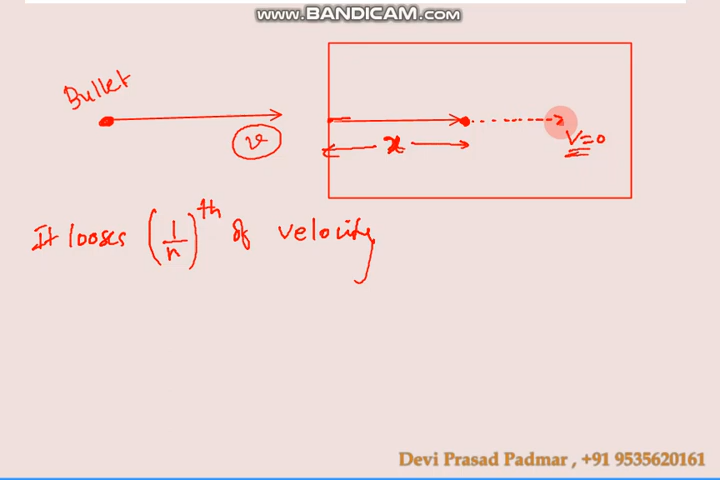 www.BANDICAM.com
Bullet
v
x
V=0
It looses (1/n)^th of velocity
Devi Prasad Padmar , +91 9535620161